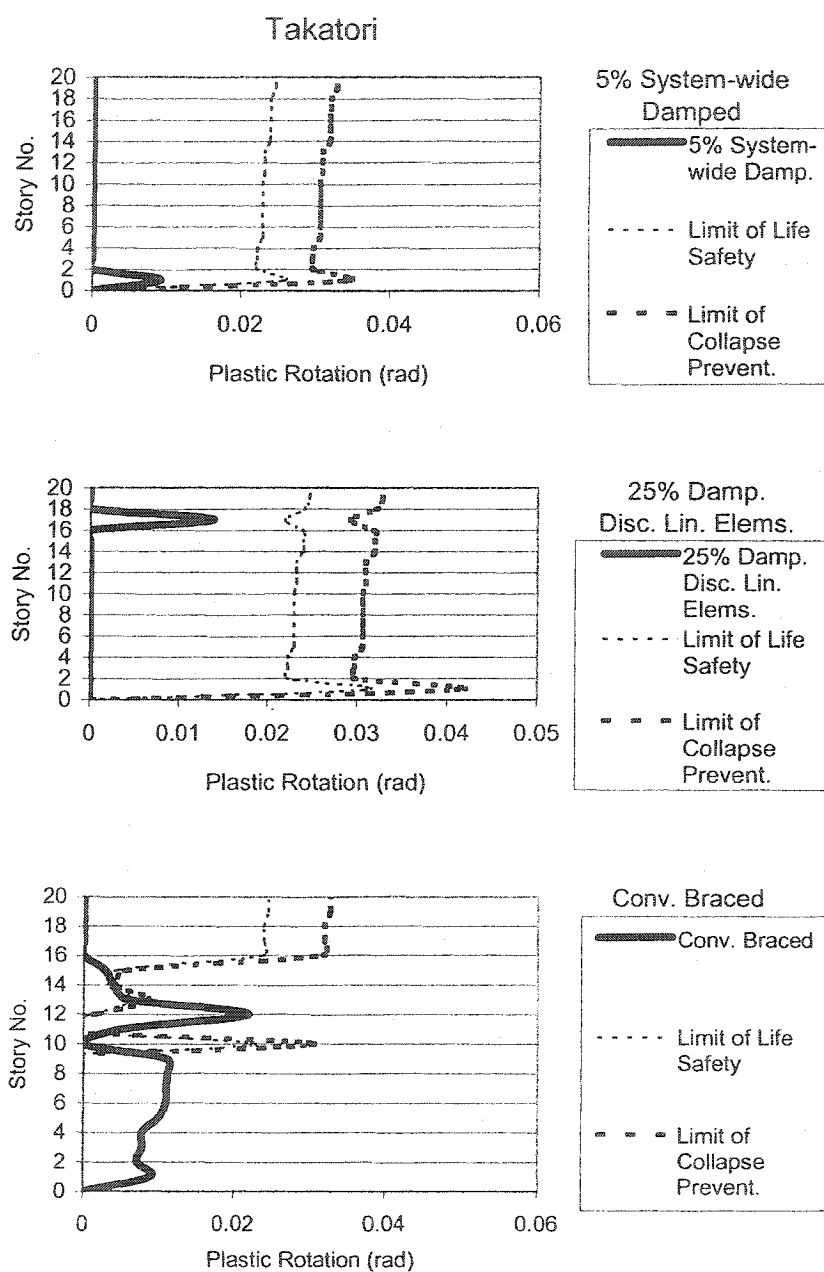 Takatori
20
18
16
14
12
10
8
6
4
2
0
Story No.
0 0.02 0.04 0.06
Plastic Rotation (rad)
5% System-wide
Damped
5% System-
wide Damp.
Limit of Life
Safety
Limit of
Collapse
Prevent.
20
18
16
14
12
10
8
6
4
2
0
Story No.
0 0.01 0.02 0.03 0.04 0.05
Plastic Rotation (rad)
25% Damp.
Disc. Lin. Elems.
25% Damp.
Disc. Lin.
Elems.
Limit of Life
Safety
Limit of
Collapse
Prevent.
20
18
16
14
12
10
8
6
4
2
0
Story No.
0 0.02 0.04 0.06
Plastic Rotation (rad)
Conv. Braced
Conv. Braced
Limit of Life
Safety
Limit of
Collapse
Prevent.